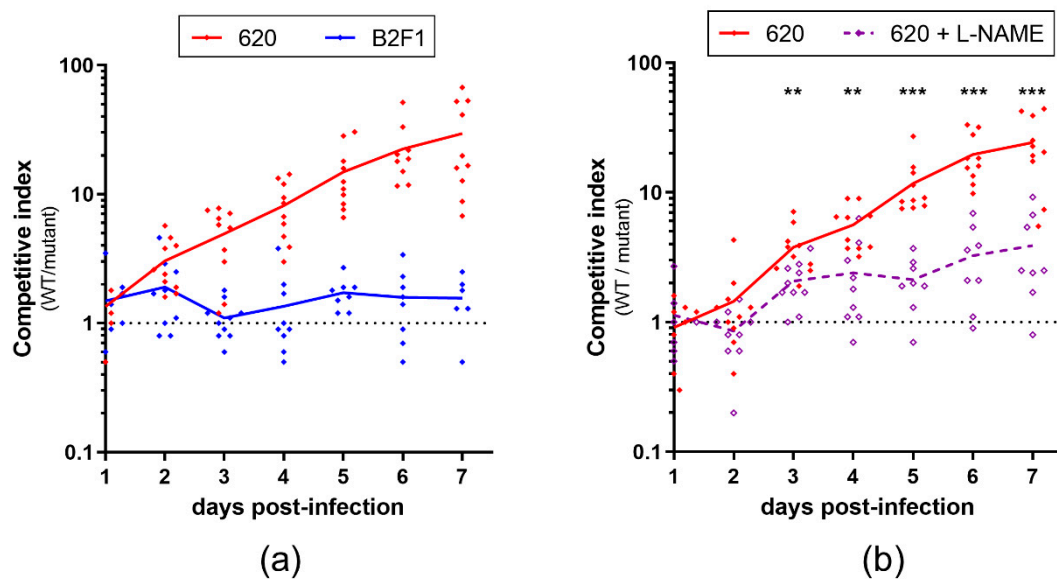 620 B2F1
Competitive index
(WT/mutant)
100
10
1
0.1
1 2 3 4 5 6 7
days post-infection
(a)
620 620 + L-NAME
** ** *** *** ***
Competitive index
(WT / mutant)
100
10
1
0.1
1 2 3 4 5 6 7
days post-infection
(b)